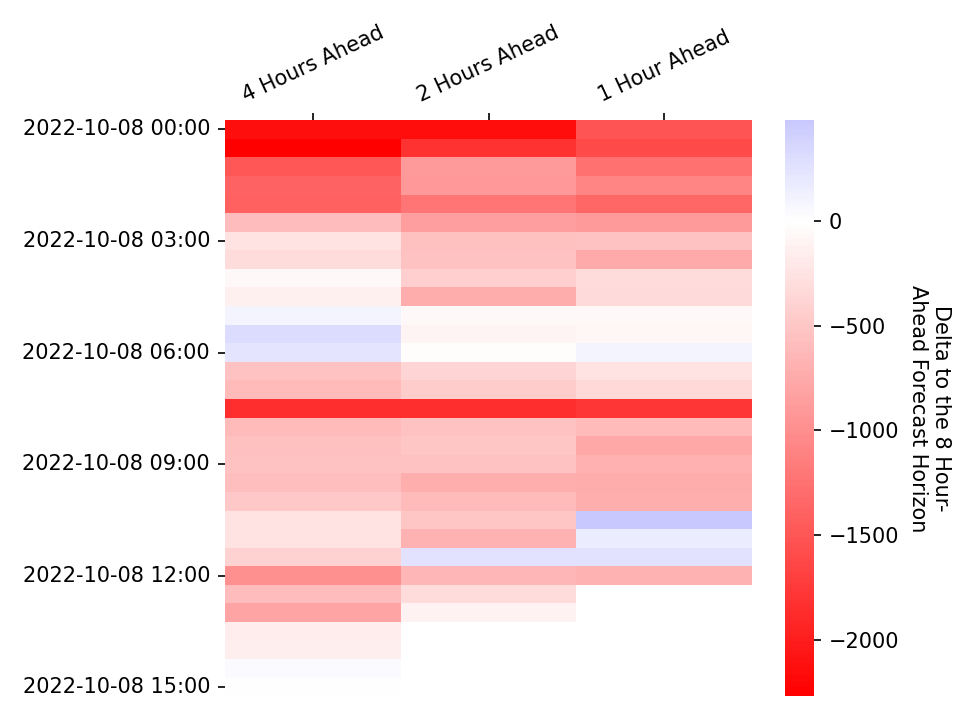 4 Hours Ahead
2 Hours Ahead
1 Hour Ahead
2022-10-08 00:00
2022-10-08 03:00
2022-10-08 06:00
2022-10-08 09:00
2022-10-08 12:00
2022-10-08 15:00
0
−500
−1000
−1500
−2000
Delta to the 8 Hour-
Ahead Forecast Horizon